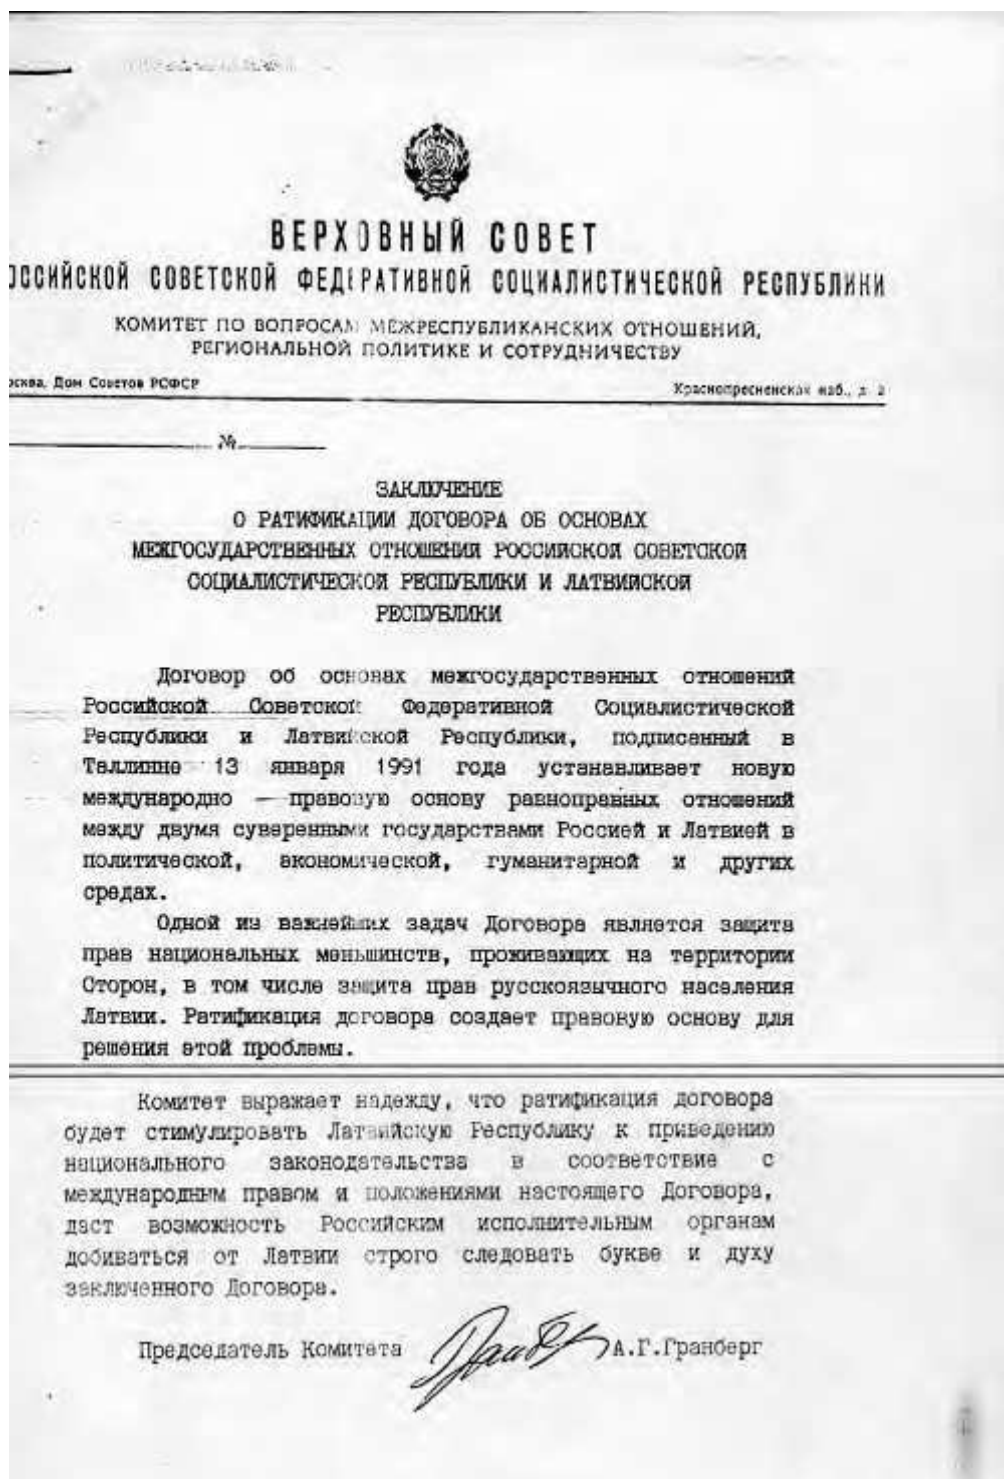 ВЕРХОВНЫЙ СОВЕТ
ОССИЙСКОЙ СОВЕТСКОЙ ФЕДЕРАТИВНОЙ СОЦИАЛИСТИЧЕСКОЙ РЕСПУБЛИКИ
КОМИТЕТ ПО ВОПРОСАМ МЕЖРЕСПУБЛИКАНСКИХ ОТНОШЕНИЙ,
РЕГИОНАЛЬНОЙ ПОЛИТИКЕ И СОТРУДНИЧЕСТВУ
осква, Дом Советов РСФСР Краснопресненская наб., д. 2
№
ЗАКЛЮЧЕНИЕ
О РАТИФИКАЦИИ ДОГОВОРА ОБ ОСНОВАХ
МЕЖГОСУДАРСТВЕННЫХ ОТНОШЕНИЙ РОССИЙСКОЙ СОВЕТСКОЙ
СОЦИАЛИСТИЧЕСКОЙ РЕСПУБЛИКИ И ЛАТВИЙСКОЙ
РЕСПУБЛИКИ
Договор об основах межгосударственных отношений
Российской Советской Федеративной Социалистической
Республики и Латвийской Республики, подписанный в
Таллинне 13 января 1991 года устанавливает новую
международно — правовую основу равноправных отношений
между двумя суверенными государствами Россией и Латвией в
политической, экономической, гуманитарной и других
средах.
Одной из важнейших задач Договора является защита
прав национальных меньшинств, проживающих на территории
Сторон, в том числе защита прав русскоязычного населения
Латвии. Ратификация договора создает правовую основу для
решения этой проблемы.
Комитет выражает надежду, что ратификация договора
будет стимулировать Латвийскую Республику к приведению
национального законодательства в соответствие с
международным правом и положениями настоящего Договора,
даст возможность Российским исполнительным органам
добиваться от Латвии строго следовать букве и духу
заключенного Договора.
Председатель Комитета А.Г.Гранберг